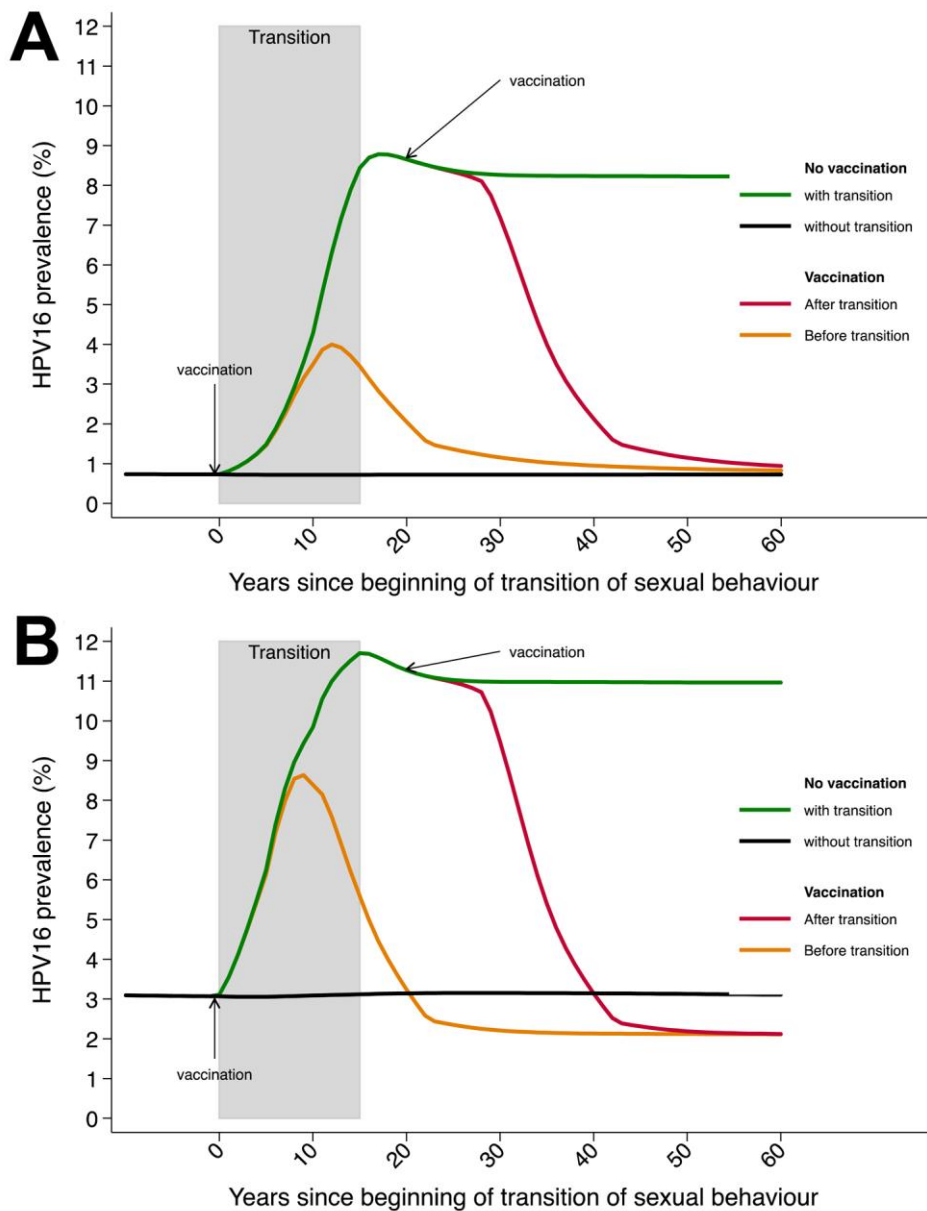 A
HPV16 prevalence (%)
12
11
10
9
8
7
6
5
4
3
2
1
0
Transition
vaccination
vaccination
No vaccination
with transition
without transition
Vaccination
After transition
Before transition
0 10 20 30 40 50 60
Years since beginning of transition of sexual behaviour
B
HPV16 prevalence (%)
12
11
10
9
8
7
6
5
4
3
2
1
0
Transition
vaccination
vaccination
No vaccination
with transition
without transition
Vaccination
After transition
Before transition
0 10 20 30 40 50 60
Years since beginning of transition of sexual behaviour